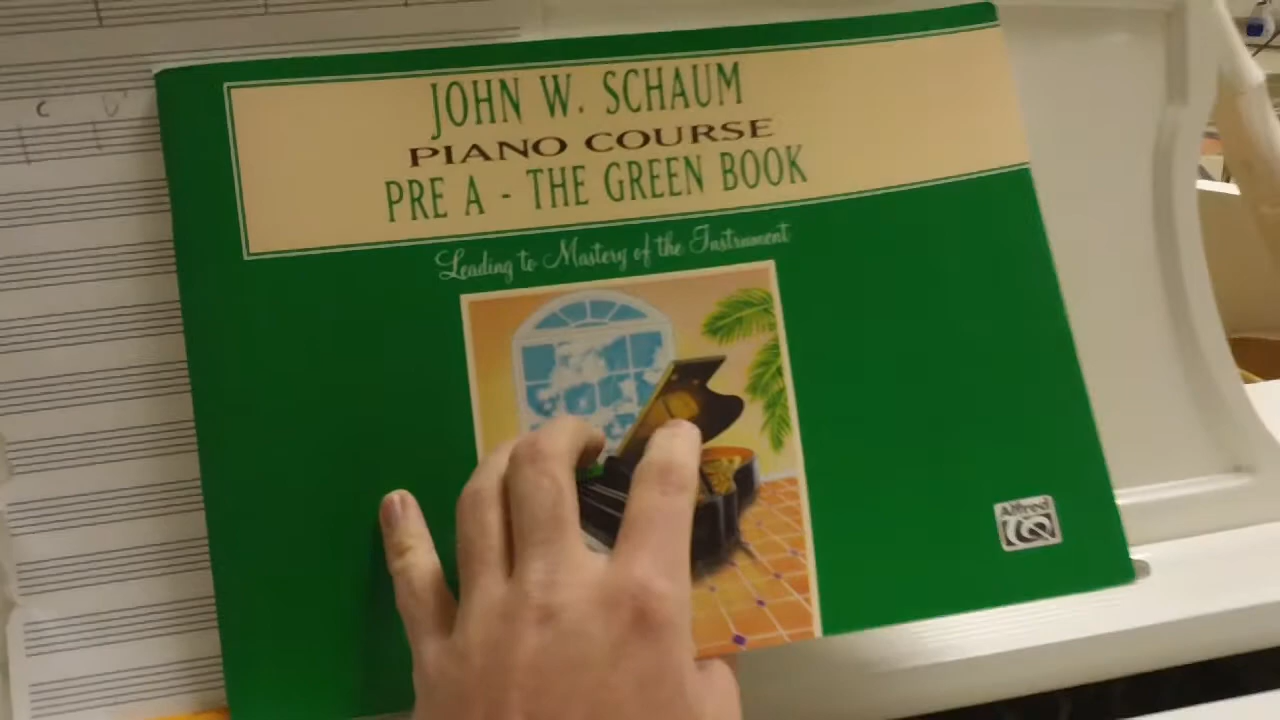 C
JOHN W. SCHAUM
PIANO COURSE
PRE A - THE GREEN BOOK
Leading to Mastery of the Instrument
Alfred